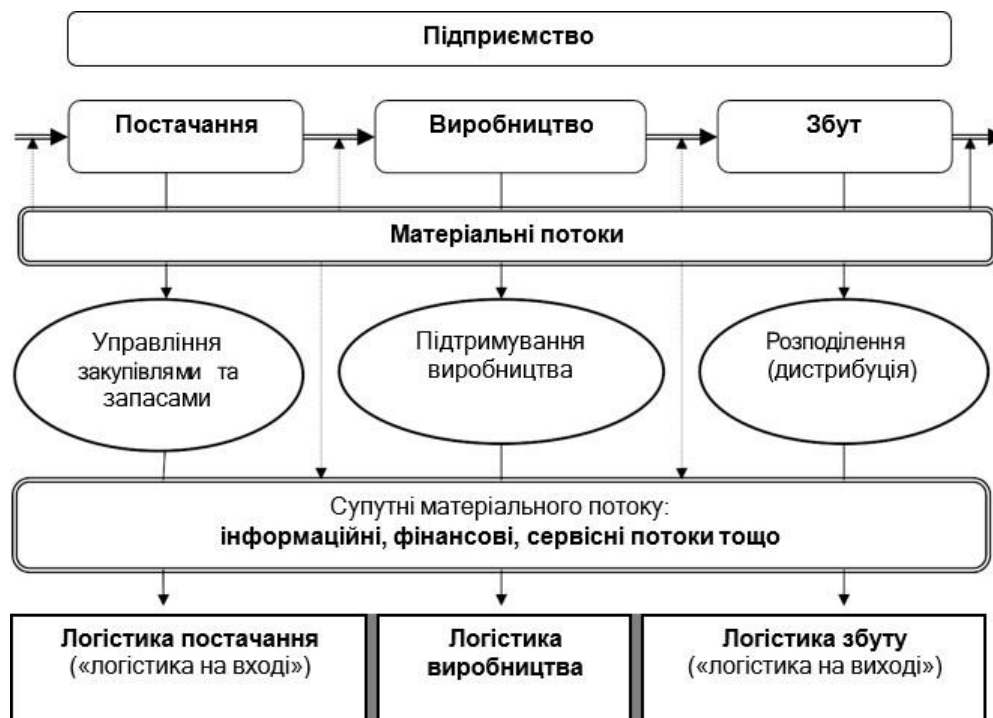 Підприємство
Постачання
Виробництво
Збут
Матеріальні потоки
Управління
закупівлями та
запасами
Підтримування
виробництва
Розподілення
(дистрибуція)
Супутні матеріального потоку:
інформаційні, фінансові, сервісні потоки тощо
Логістика постачання
(«логістика на вході»)
Логістика
виробництва
Логістика збуту
(«логістика на виході»)